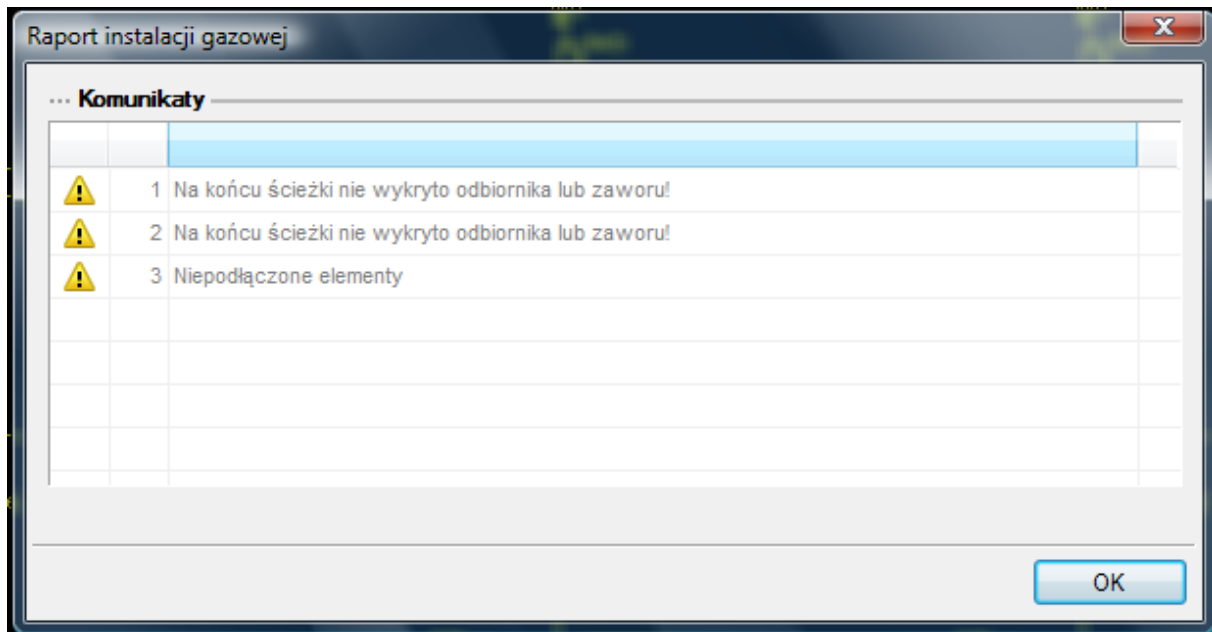 Raport instalacji gazowej
Komunikaty
1 Na końcu ścieżki nie wykryto odbiornika lub zaworu!
2 Na końcu ścieżki nie wykryto odbiornika lub zaworu!
3 Niepodłączone elementy
OK